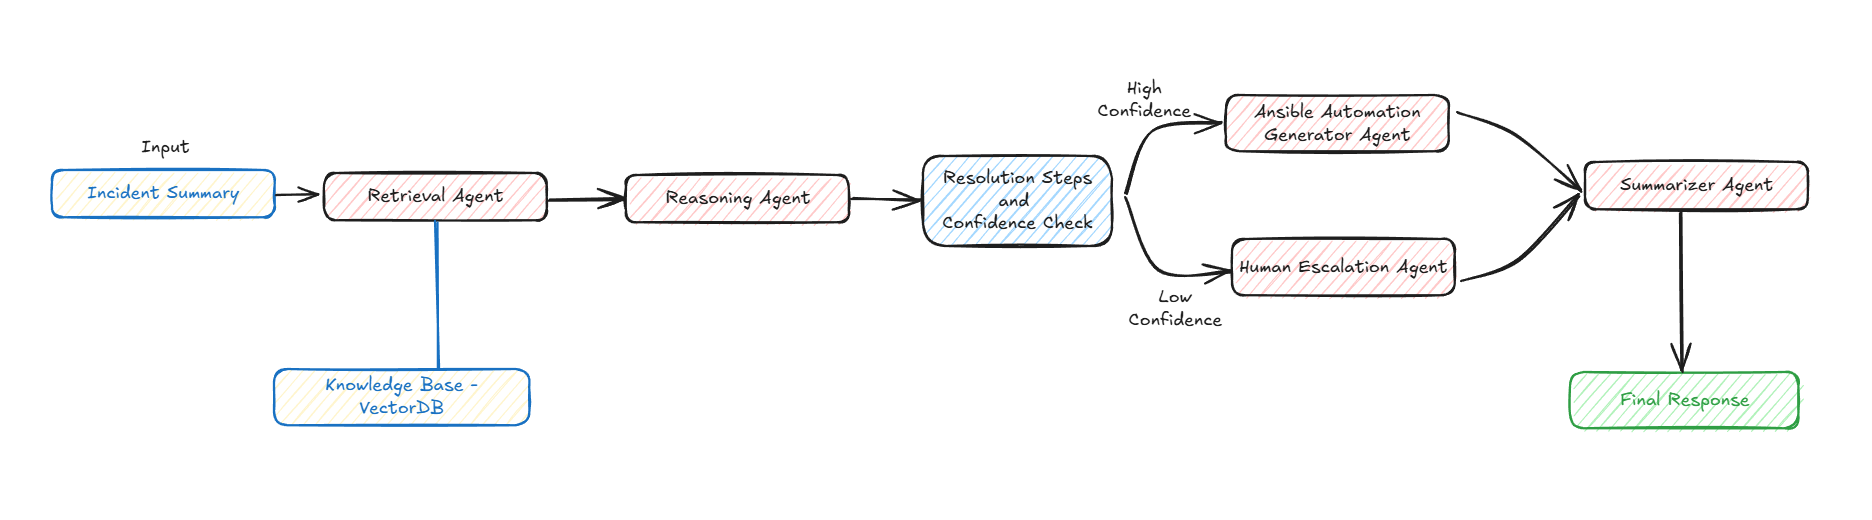 Input
Incident Summary
Retrieval Agent
Knowledge Base -
VectorDB
Reasoning Agent
Resolution Steps
and
Confidence Check
High
Confidence
Ansible Automation
Generator Agent
Low
Confidence
Human Escalation Agent
Summarizer Agent
Final Response